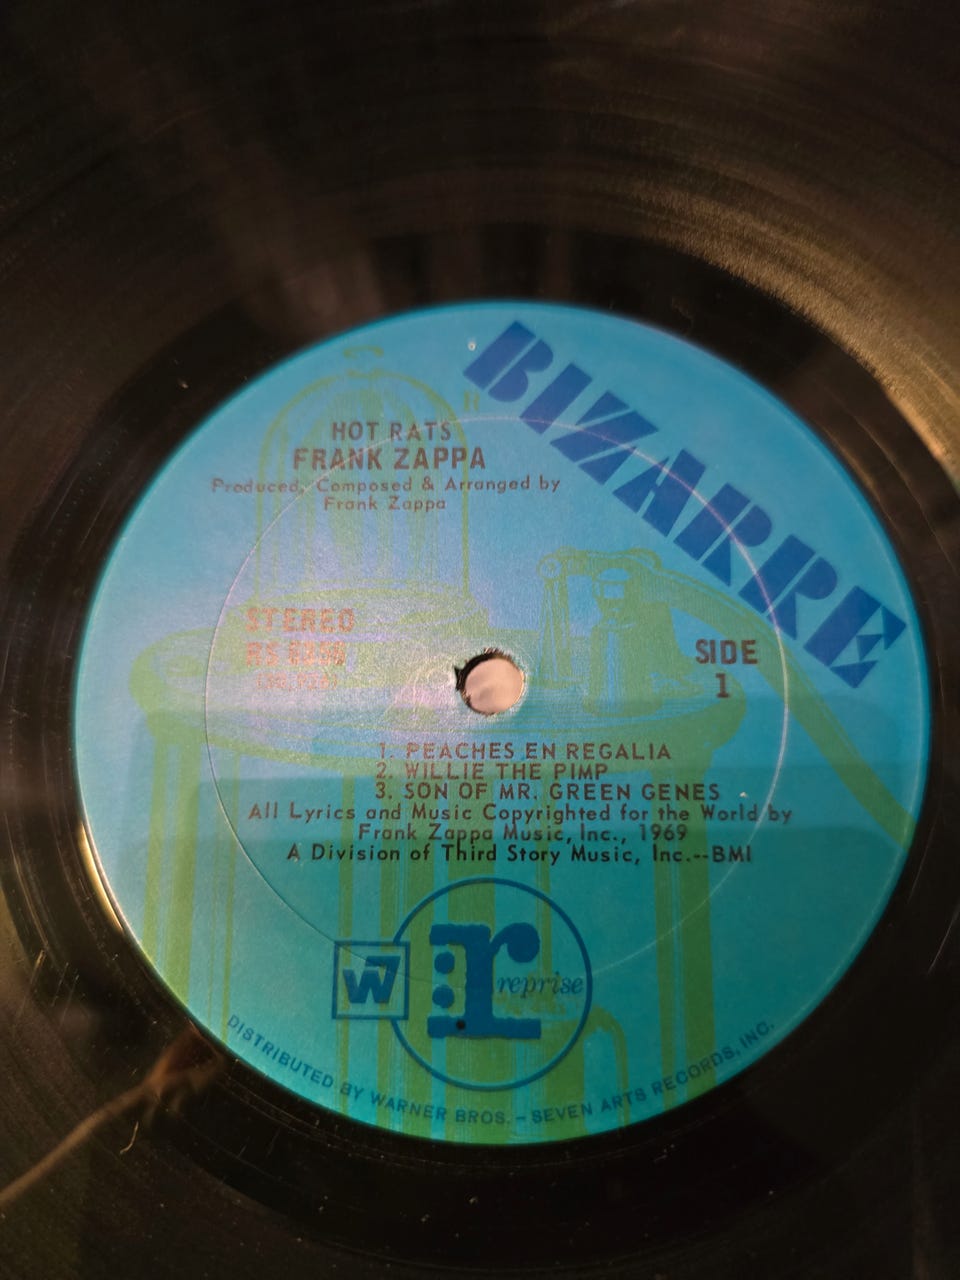 BIZARRE
HOT RATS
FRANK ZAPPA
Produced, Composed & Arranged by
Frank Zappa
STEREO
RS
SIDE
1
1. PEACHES EN REGALIA
2. WILLIE THE PIMP
3. SON OF MR. GREEN GENES
All Lyrics and Music Copyrighted for the World by
Frank Zappa Music, Inc., 1969
A Division of Third Story Music, Inc.--BMI
W7
r
reprise
DISTRIBUTED BY WARNER BROS. – SEVEN ARTS RECORDS, INC.